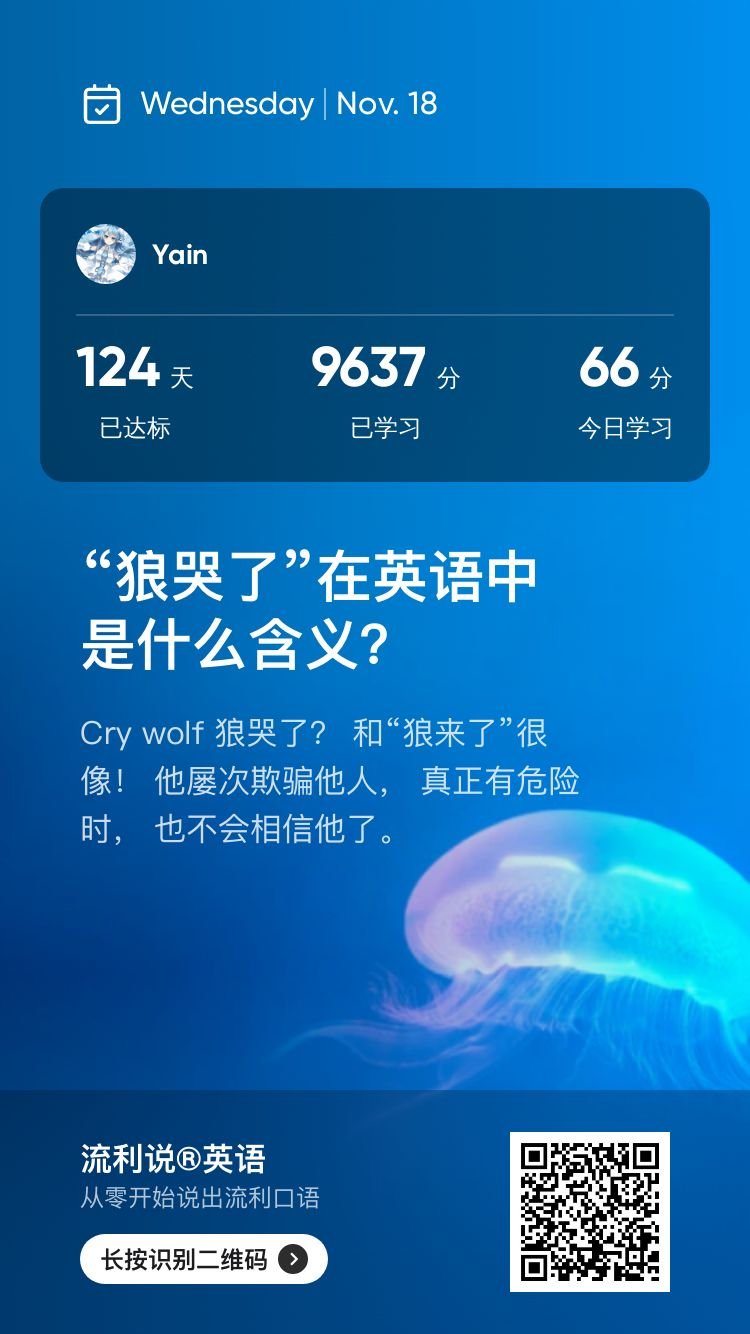 Wednesday | Nov. 18
Yain
124 天 9637 分 66 分
已达标 已学习 今日学习
“狼哭了”在英语中
是什么含义?
Cry wolf 狼哭了? 和“狼来了”很
像! 他屡次欺骗他人, 真正有危险
时, 也不会相信他了。
流利说®英语
从零开始说出流利口语
长按识别二维码